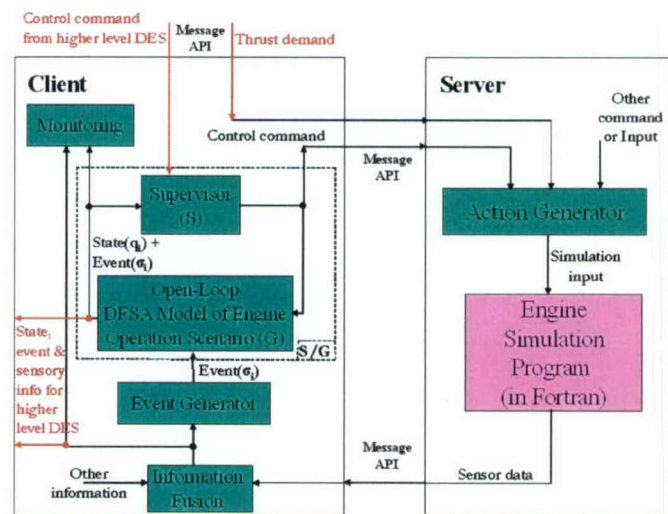 Control command
from higher level DES
Message
API
Thrust demand
Client
Server
Monitoring
Control command
Other
command
or Input
Message
API
Supervisor
(S)
Action Generator
State(qᵢ) +
Event(σᵢ)
Simulation
input
Open-Loop
DFSA Model of Engine
Operation Scenario (G)
Engine
Simulation
Program
(in Fortran)
State,
event &
sensory
info for
higher
level DES
S/G
Event(σᵢ)
Event Generator
Message
API
Sensor data
Other
information
Information
Fusion